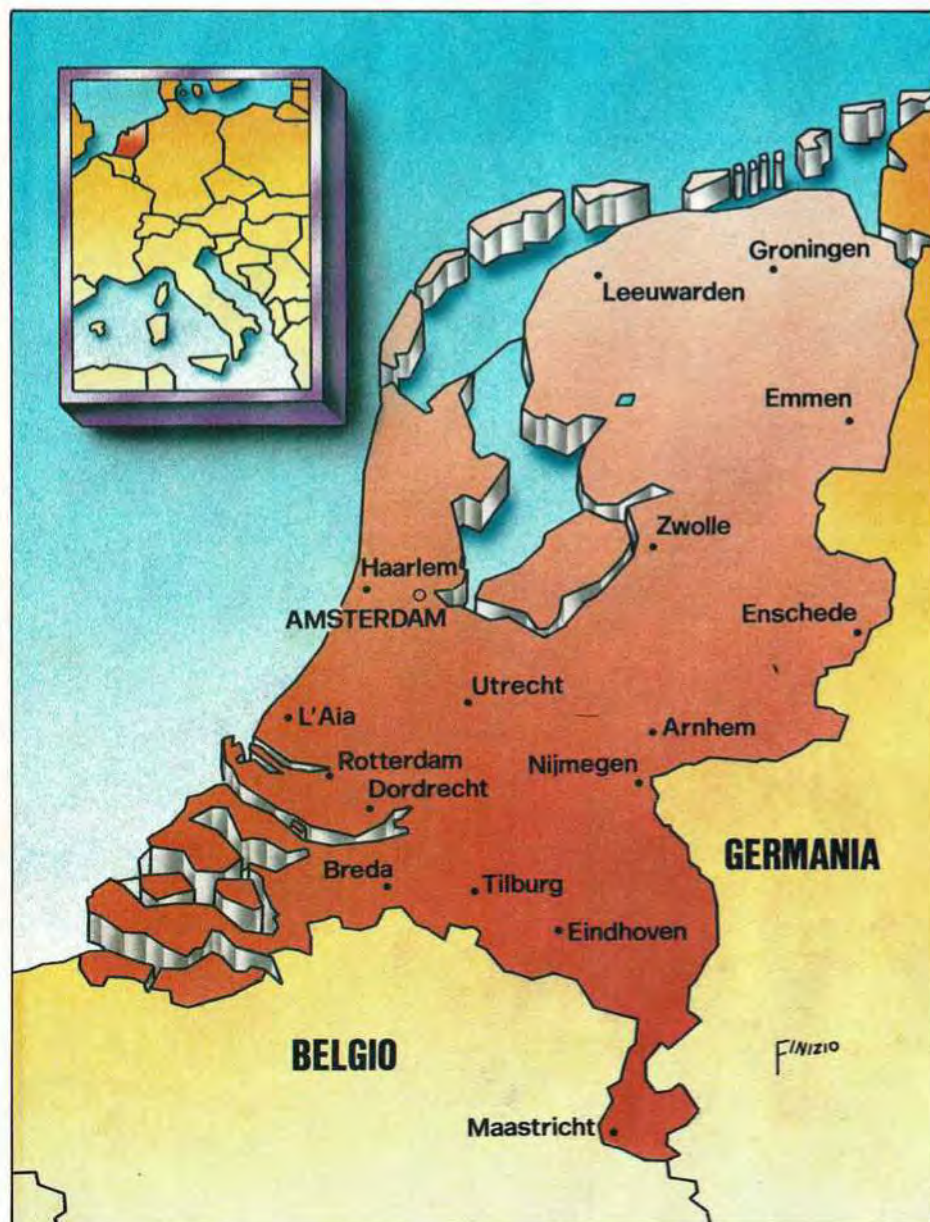 Groningen
Leeuwarden
Emmen
Zwolle
Haarlem
AMSTERDAM
Enschede
Utrecht
L'Aia
Arnhem
Rotterdam
Nijmegen
Dordrecht
GERMANIA
Breda
Tilburg
Eindhoven
BELGIO
FINIZIO
Maastricht